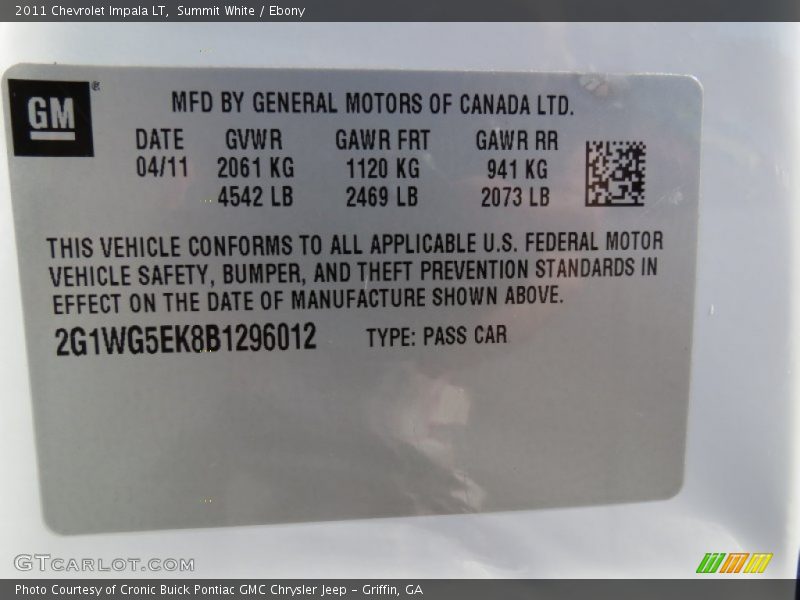 2011 Chevrolet Impala LT, Summit White / Ebony
GM®
MFD BY GENERAL MOTORS OF CANADA LTD.
DATE GVWR GAWR FRT GAWR RR
04/11 2061 KG 1120 KG 941 KG
4542 LB 2469 LB 2073 LB
THIS VEHICLE CONFORMS TO ALL APPLICABLE U.S. FEDERAL MOTOR
VEHICLE SAFETY, BUMPER, AND THEFT PREVENTION STANDARDS IN
EFFECT ON THE DATE OF MANUFACTURE SHOWN ABOVE.
2G1WG5EK8B1296012 TYPE: PASS CAR
GTCARLOT.COM
Photo Courtesy of Cronic Buick Pontiac GMC Chrysler Jeep – Griffin, GA